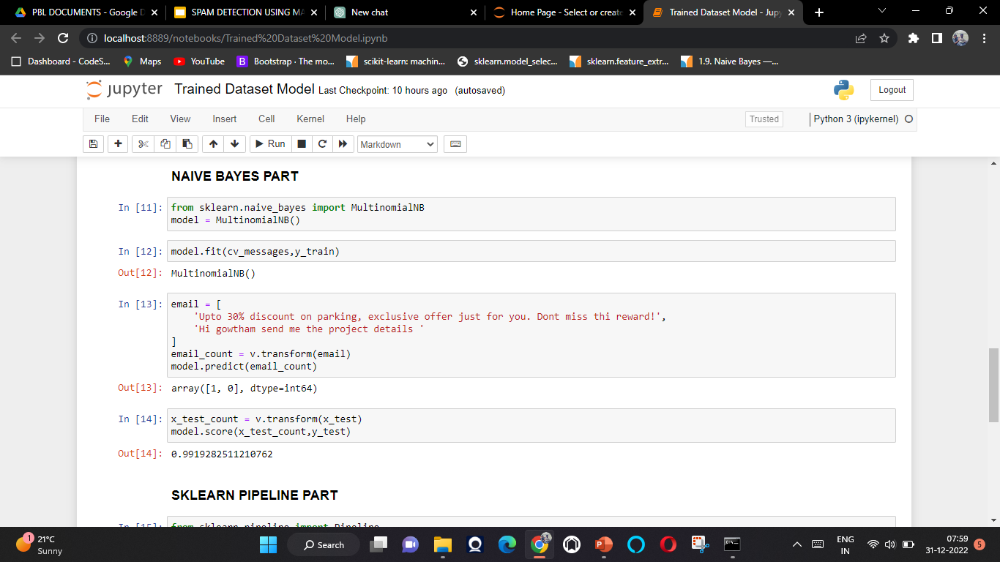 PBL DOCUMENTS - Google D
SPAM DETECTION USING MA
New chat
Home Page - Select or create
Trained Dataset Model - Jupy
localhost:8889/notebooks/Trained%20Dataset%20Model.ipynb
Dashboard - CodeS...
Maps
YouTube
B Bootstrap · The mo...
scikit-learn: machin...
sklearn.model_selec...
sklearn.feature_extr...
1.9. Naive Bayes —...
jupyter Trained Dataset Model Last Checkpoint: 10 hours ago (autosaved)
Logout
File Edit View Insert Cell Kernel Help
Trusted
Python 3 (ipykernel)
Run
Markdown
NAIVE BAYES PART
In [11]: from sklearn.naive_bayes import MultinomialNB
model = MultinomialNB()
In [12]: model.fit(cv_messages,y_train)
Out[12]: MultinomialNB()
In [13]: email = [
'Upto 30% discount on parking, exclusive offer just for you. Dont miss thi reward!',
'Hi gowtham send me the project details '
]
email_count = v.transform(email)
model.predict(email_count)
Out[13]: array([1, 0], dtype=int64)
In [14]: x_test_count = v.transform(x_test)
model.score(x_test_count,y_test)
Out[14]: 0.9919282511210762
SKLEARN PIPELINE PART
In [15]: from sklearn.pipeline import Pipeline
1
21°C
Sunny
Search
ENG
IN
07:59
31-12-2022
5